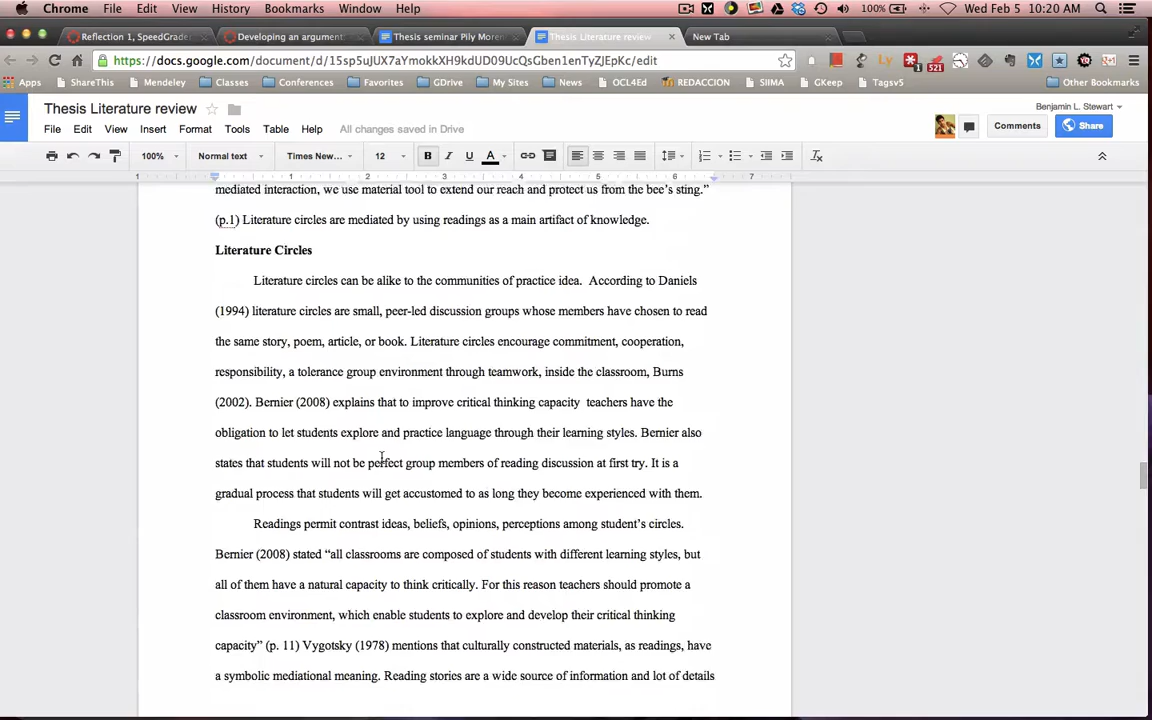 Chrome File Edit View History Bookmarks Window Help 100% Wed Feb 5 10:20 AM
Reflection 1, SpeedGrade Developing an argument Thesis seminar Pily Moren Thesis Literature review New Tab
https://docs.google.com/document/d/15sp5uJUX7aYmokkXH9kdUD09UcQsGben1enTyZJEpKc/edit
Apps ShareThis Mendeley Classes Conferences Favorites GDrive My Sites News OCL4Ed REDACCION SIIMA GKeep Tagsv5 Other Bookmarks
Thesis Literature review Benjamin L. Stewart
File Edit View Insert Format Tools Table Help All changes saved in Drive Comments Share
100% Normal text Times New... 12 B I U A
1 1 2 3 4 5 6 7
mediated interaction, we use material tool to extend our reach and protect us from the bee's sting.”
(p.1) Literature circles are mediated by using readings as a main artifact of knowledge.
Literature Circles
Literature circles can be alike to the communities of practice idea.  According to Daniels
(1994) literature circles are small, peer-led discussion groups whose members have chosen to read
the same story, poem, article, or book. Literature circles encourage commitment, cooperation,
responsibility, a tolerance group environment through teamwork, inside the classroom, Burns
(2002). Bernier (2008) explains that to improve critical thinking capacity  teachers have the
obligation to let students explore and practice language through their learning styles. Bernier also
states that students will not be perfect group members of reading discussion at first try. It is a
gradual process that students will get accustomed to as long they become experienced with them.
Readings permit contrast ideas, beliefs, opinions, perceptions among student's circles.
Bernier (2008) stated “all classrooms are composed of students with different learning styles, but
all of them have a natural capacity to think critically. For this reason teachers should promote a
classroom environment, which enable students to explore and develop their critical thinking
capacity” (p. 11) Vygotsky (1978) mentions that culturally constructed materials, as readings, have
a symbolic mediational meaning. Reading stories are a wide source of information and lot of details